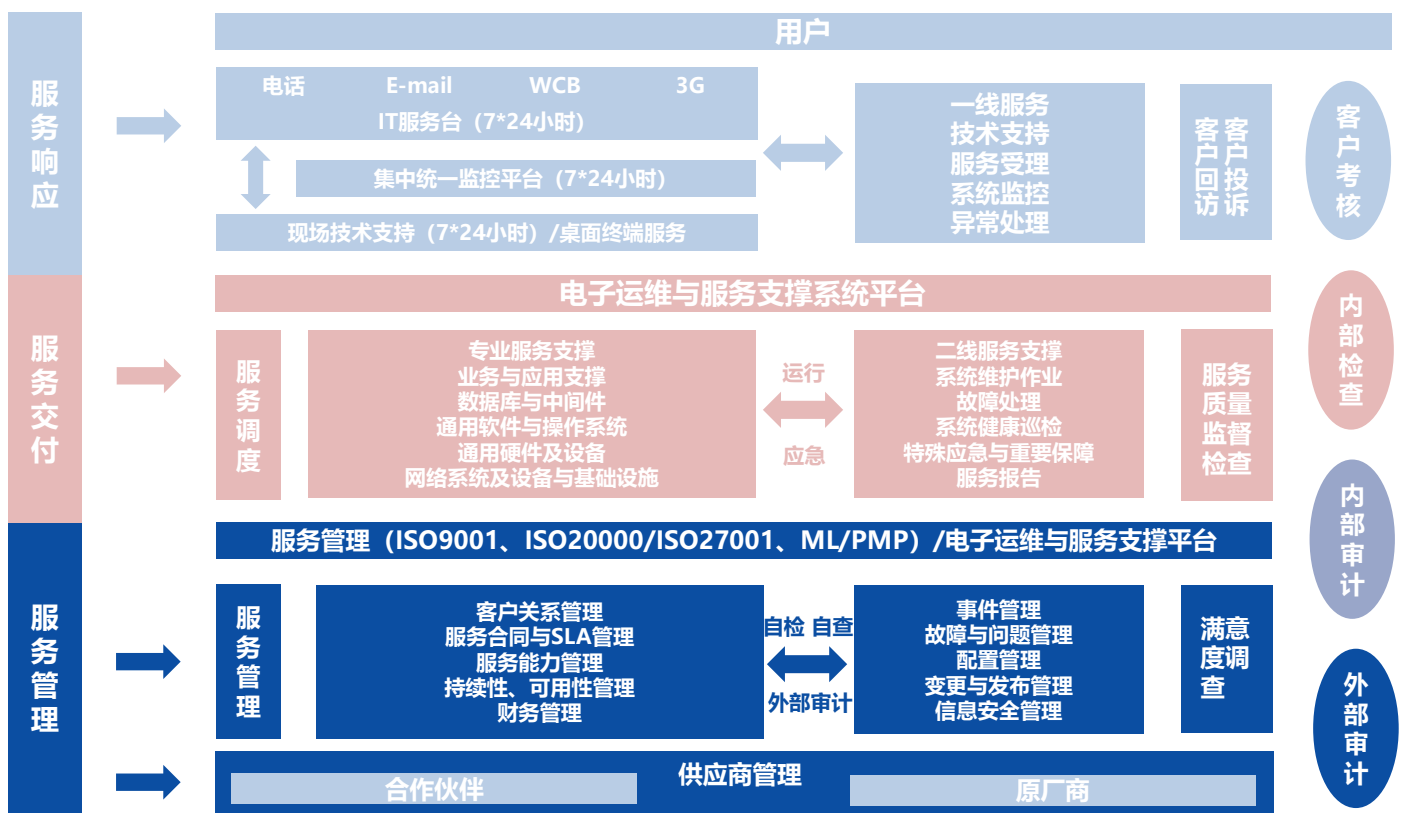 服务响应
用户
电话 E-mail WCB 3G
IT服务台（7*24小时）
集中统一监控平台（7*24小时）
现场技术支持（7*24小时）/桌面终端服务
一线服务
技术支持
服务受理
系统监控
异常处理
客户回访
客户投诉
客户考核
服务交付
电子运维与服务支撑系统平台
服务调度
专业服务支撑
业务与应用支撑
数据库与中间件
通用软件与操作系统
通用硬件及设备
网络系统及设备与基础设施
运行
应急
二线服务支撑
系统维护作业
故障处理
系统健康巡检
特殊应急与重要保障
服务报告
服务
质量
监督
检查
内部检查
内部审计
服务管理
服务管理（ISO9001、ISO20000/ISO27001、ML/PMP）/电子运维与服务支撑平台
服务管理
客户关系管理
服务合同与SLA管理
服务能力管理
持续性、可用性管理
财务管理
自检 自查
外部审计
事件管理
故障与问题管理
配置管理
变更与发布管理
信息安全管理
满意
度调
查
外部审计
供应商管理
合作伙伴
原厂商